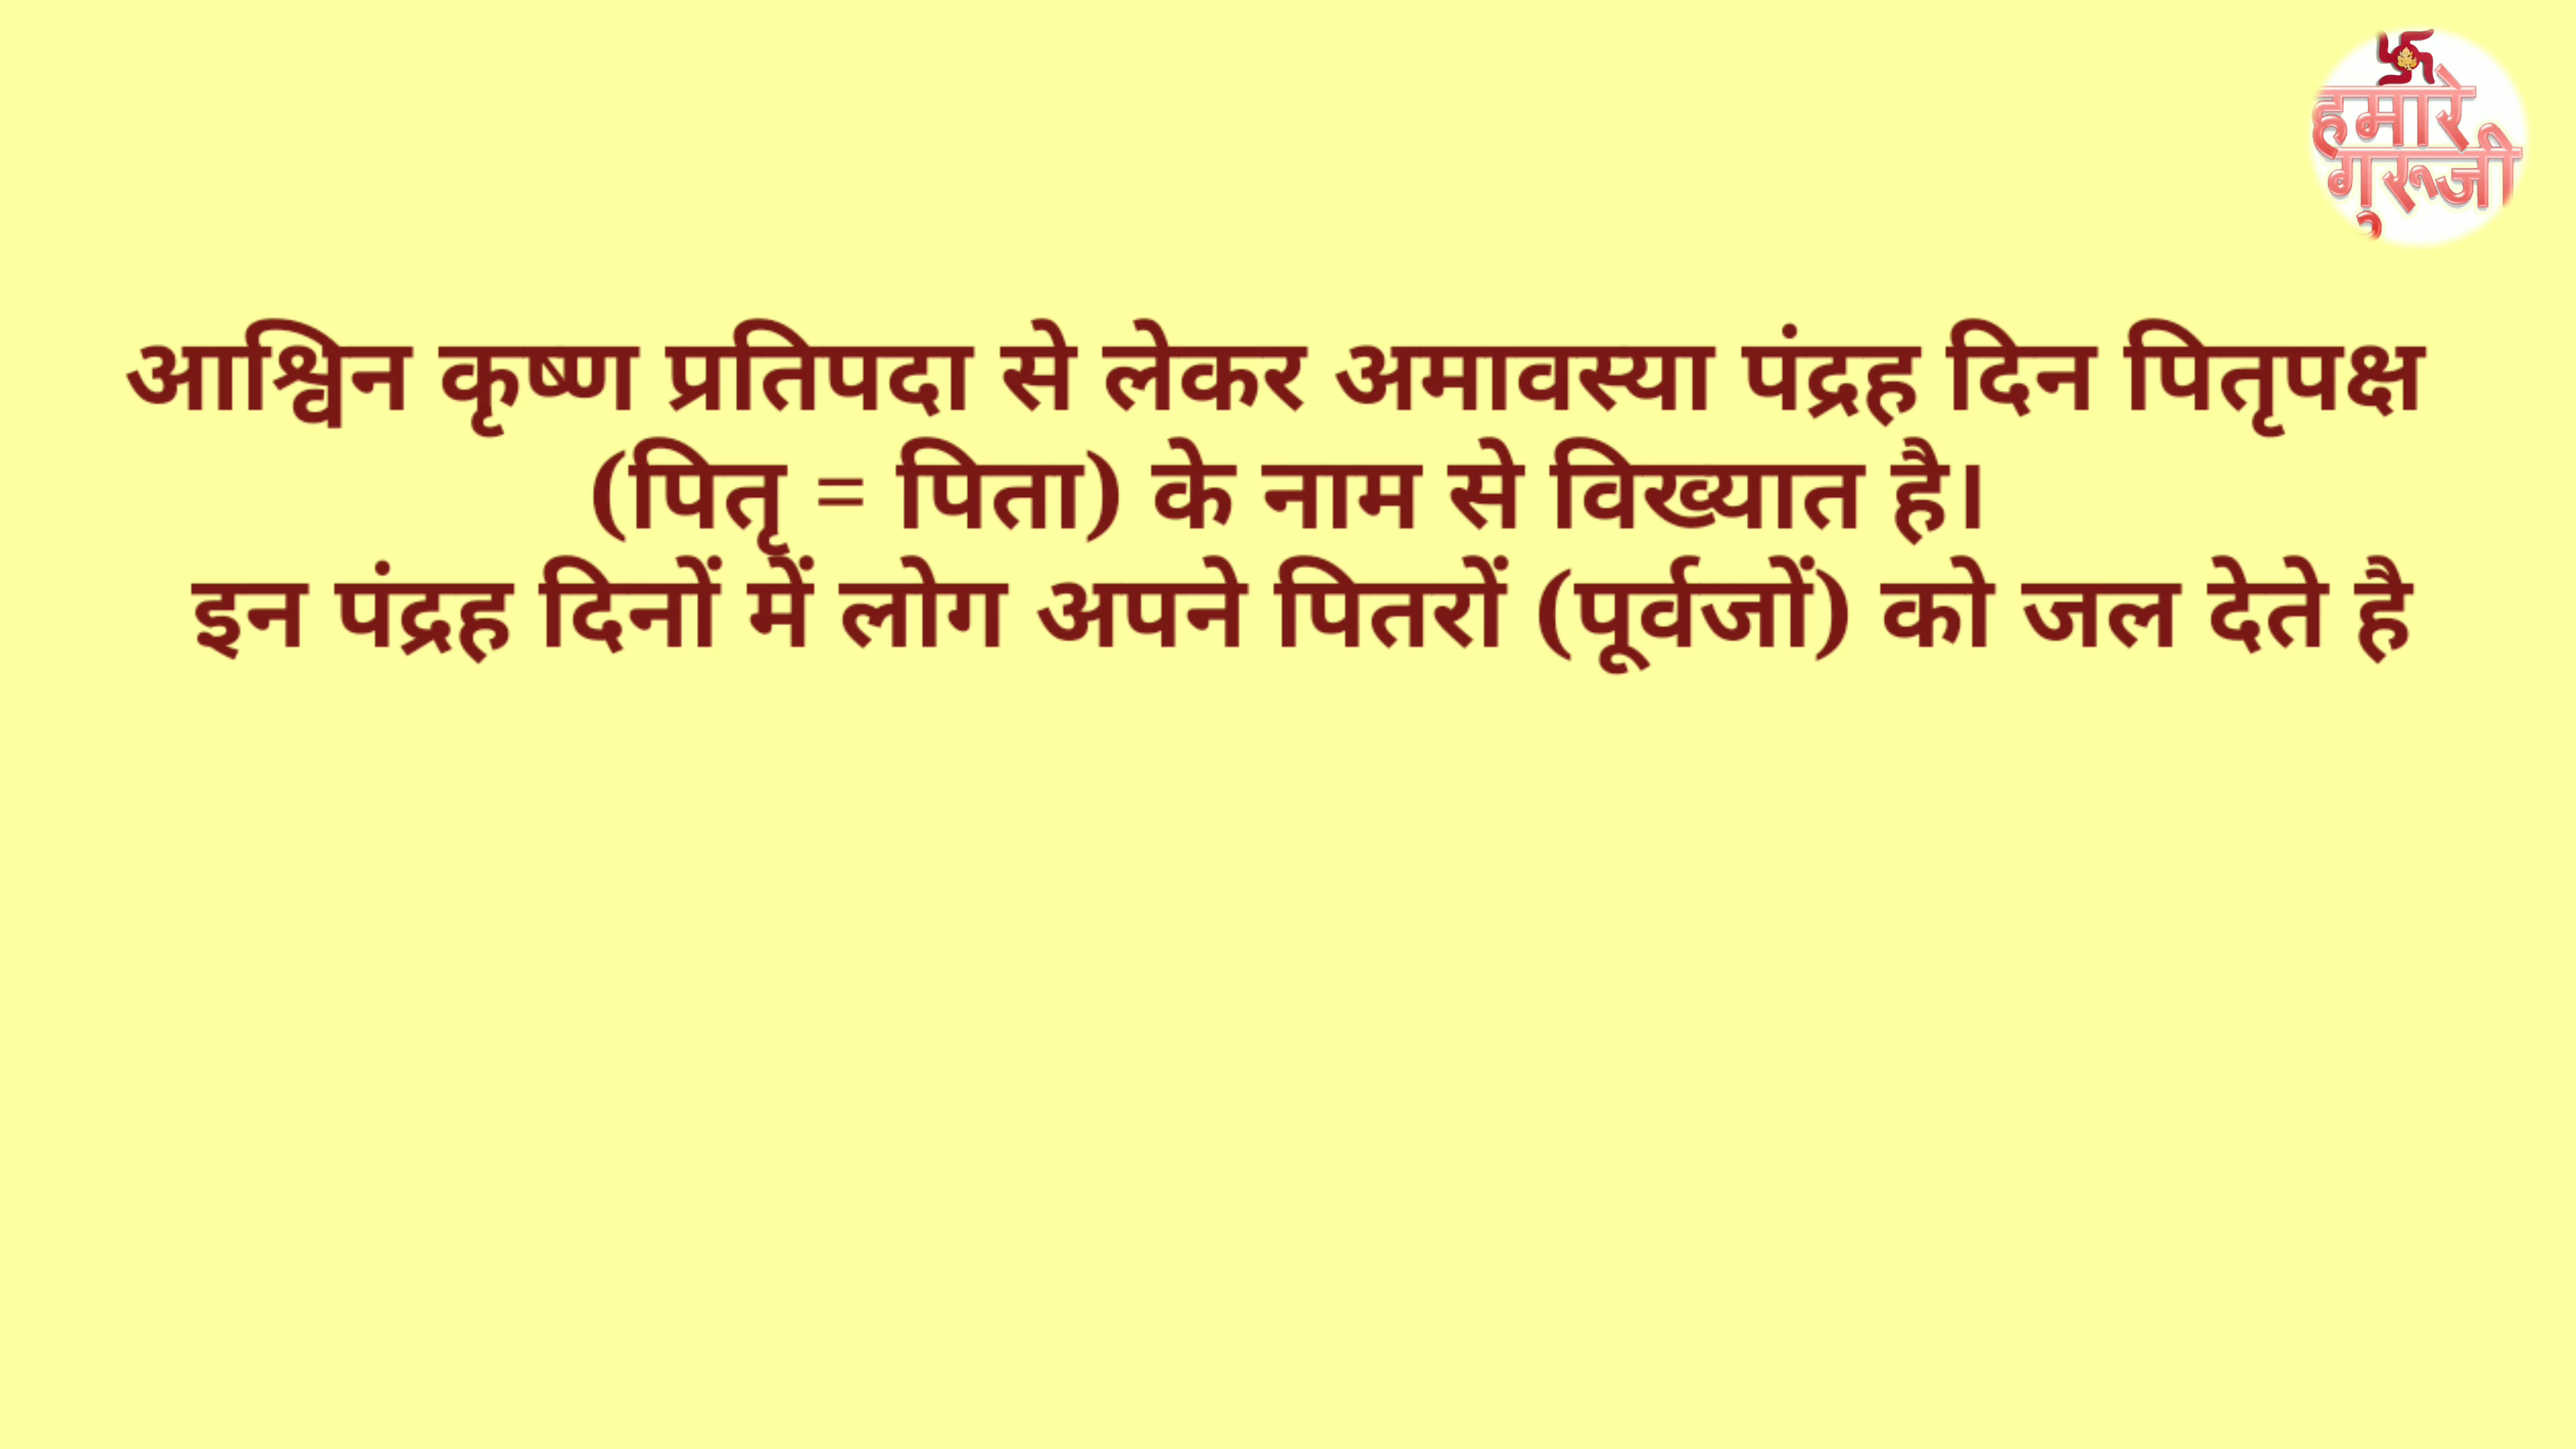 हमारे
गुरूजी
आश्विन कृष्ण प्रतिपदा से लेकर अमावस्या पंद्रह दिन पितृपक्ष
(पितृ = पिता) के नाम से विख्यात है।
इन पंद्रह दिनों में लोग अपने पितरों (पूर्वजों) को जल देते है